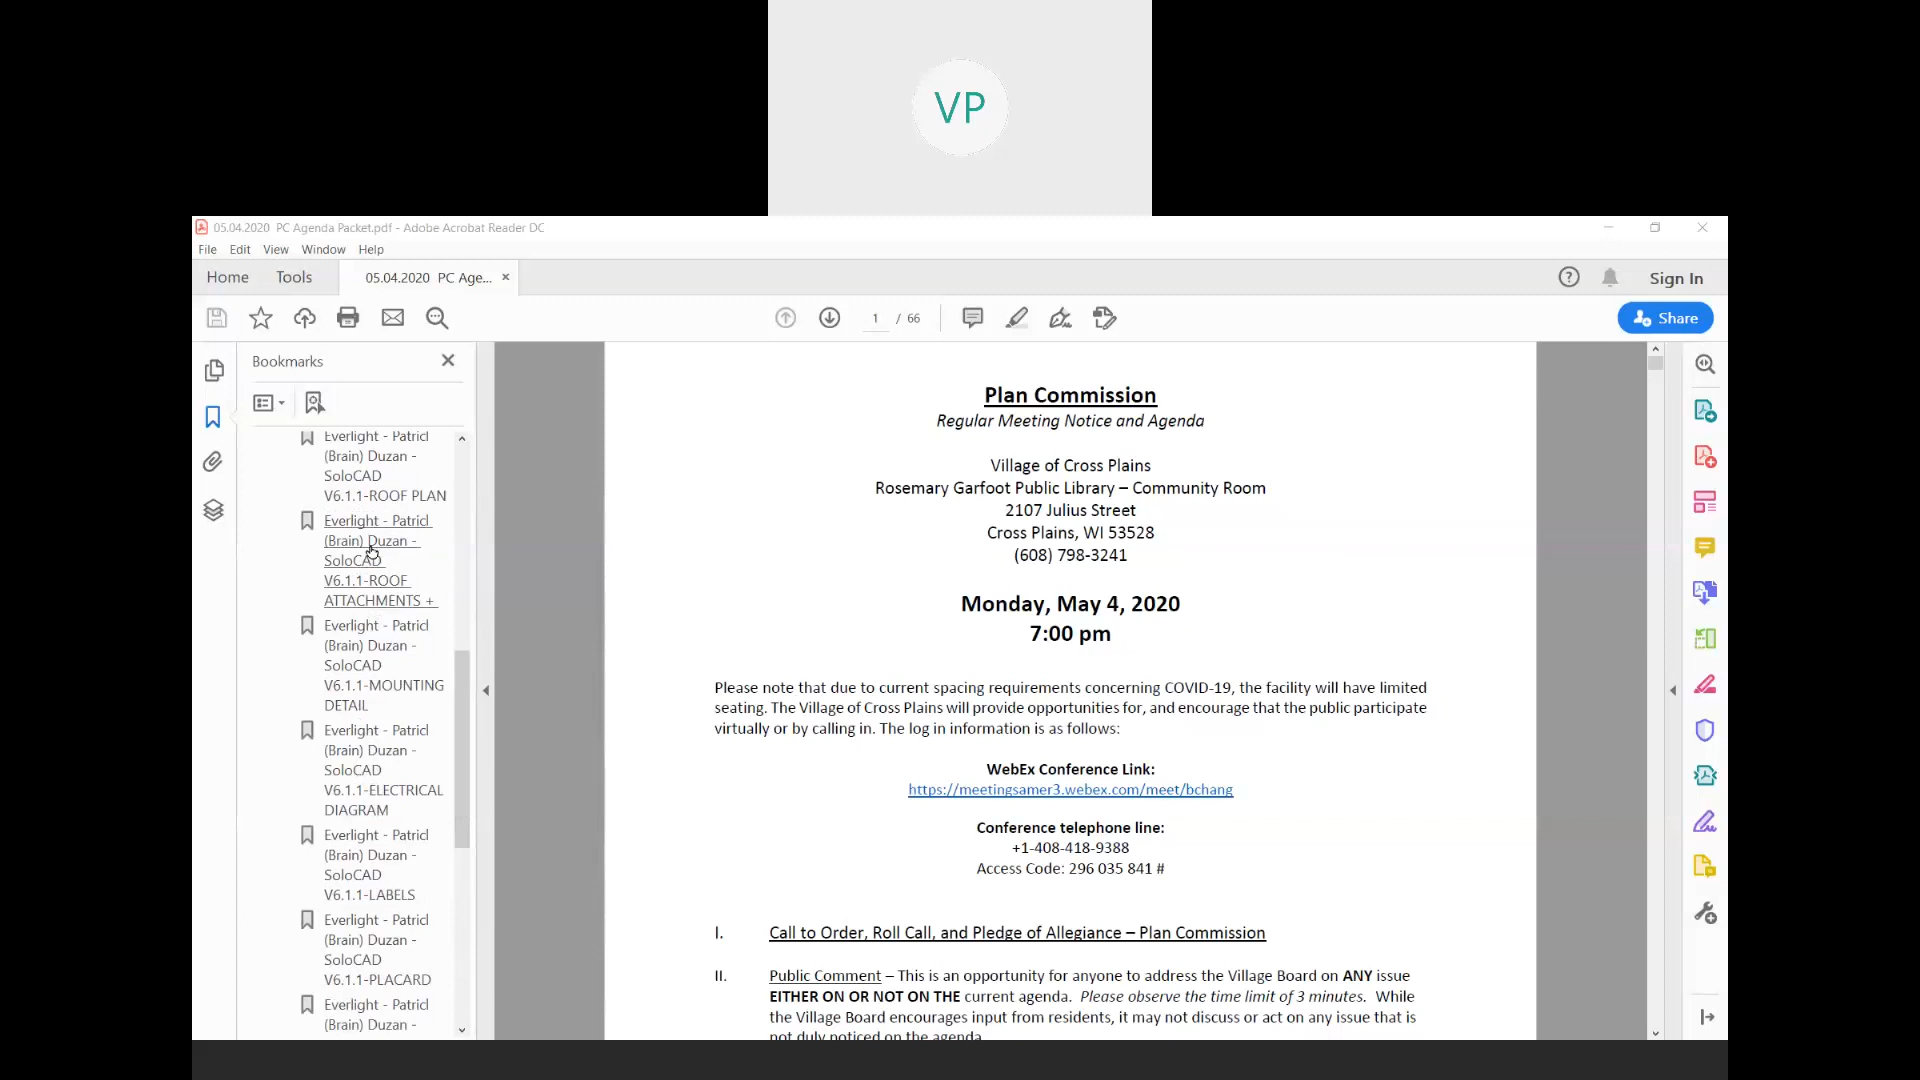 VP
05.04.2020 PC Agenda Packet.pdf - Adobe Acrobat Reader DC
File Edit View Window Help
Home Tools 05.04.2020 PC Age... × Sign In
1 / 66 Share
Bookmarks
Everlight - Patricl
(Brain) Duzan -
SoloCAD
V6.1.1-ROOF PLAN
Everlight - Patricl
(Brain) Duzan -
SoloCAD
V6.1.1-ROOF
ATTACHMENTS +
Everlight - Patricl
(Brain) Duzan -
SoloCAD
V6.1.1-MOUNTING
DETAIL
Everlight - Patricl
(Brain) Duzan -
SoloCAD
V6.1.1-ELECTRICAL
DIAGRAM
Everlight - Patricl
(Brain) Duzan -
SoloCAD
V6.1.1-LABELS
Everlight - Patricl
(Brain) Duzan -
SoloCAD
V6.1.1-PLACARD
Everlight - Patricl
(Brain) Duzan -
Plan Commission
Regular Meeting Notice and Agenda
Village of Cross Plains
Rosemary Garfoot Public Library – Community Room
2107 Julius Street
Cross Plains, WI 53528
(608) 798-3241
Monday, May 4, 2020
7:00 pm
Please note that due to current spacing requirements concerning COVID-19, the facility will have limited
seating. The Village of Cross Plains will provide opportunities for, and encourage that the public participate
virtually or by calling in. The log in information is as follows:
WebEx Conference Link:
https://meetingsamer3.webex.com/meet/bchang
Conference telephone line:
+1-408-418-9388
Access Code: 296 035 841 #
I. Call to Order, Roll Call, and Pledge of Allegiance – Plan Commission
II. Public Comment – This is an opportunity for anyone to address the Village Board on ANY issue
EITHER ON OR NOT ON THE current agenda. Please observe the time limit of 3 minutes. While
the Village Board encourages input from residents, it may not discuss or act on any issue that is
not duly noticed on the agenda.